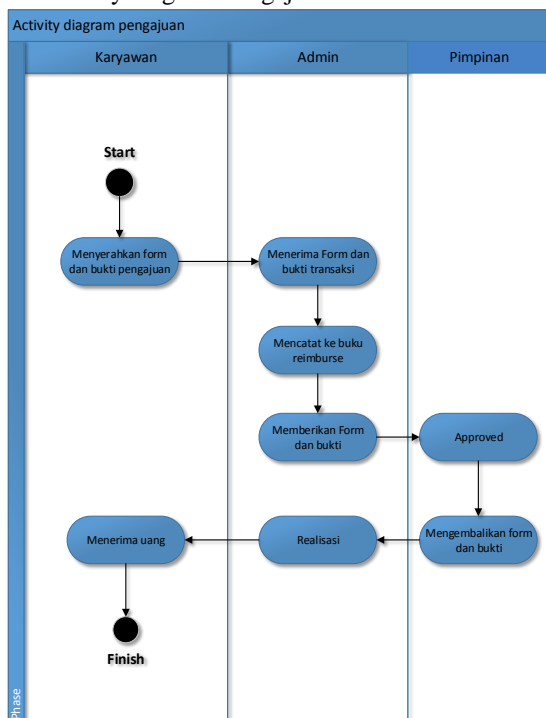 Activity diagram pengajuan
Karyawan
Admin
Pimpinan
Start
Menyerahkan form
dan bukti pengajuan
Menerima Form dan
bukti transaksi
Mencatat ke buku
reimburse
Memberikan Form
dan bukti
Approved
Menerima uang
Realisasi
Mengembalikan form
dan bukti
Finish
Phase